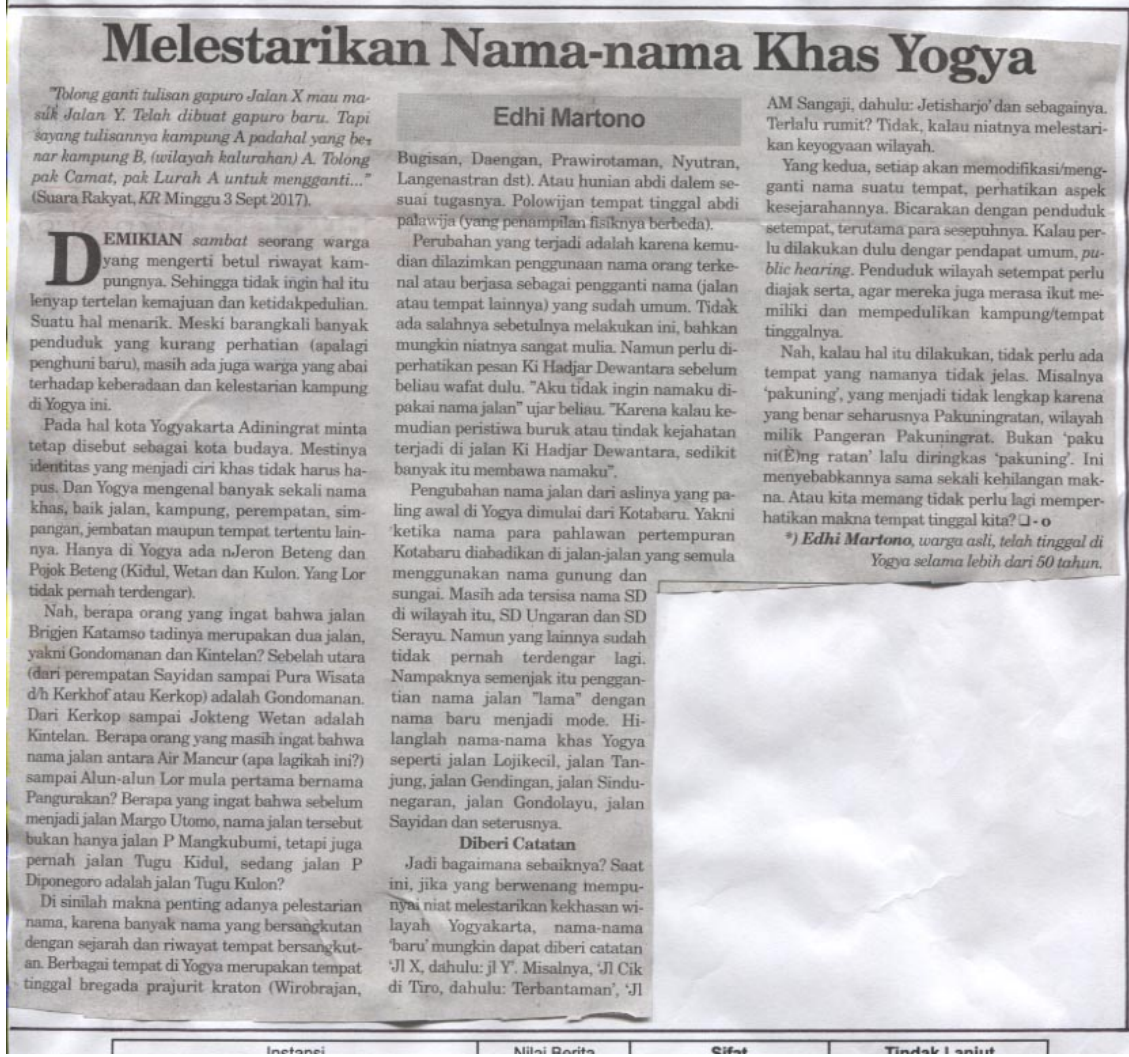 Melestarikan Nama-nama Khas Yogya
"Tolong ganti tulisan gapuro Jalan X mau ma-
suk Jalan Y. Telah dibuat gapuro baru. Tapi
sayang tulisannya kampung A padahal yang be-
nar kampung B, (wilayah kalurahan) A. Tolong
pak Camat, pak Lurah A untuk mengganti..."
(Suara Rakyat, KR Minggu 3 Sept 2017).
DEMIKIAN sambat seorang warga
yang mengerti betul riwayat kam-
pungnya. Sehingga tidak ingin hal itu
lenyap tertelan kemajuan dan ketidakpedulian.
Suatu hal menarik. Meski barangkali banyak
penduduk yang kurang perhatian (apalagi
penghuni baru), masih ada juga warga yang abai
terhadap keberadaan dan kelestarian kampung
di Yogya ini.
Pada hal kota Yogyakarta Adiningrat minta
tetap disebut sebagai kota budaya. Mestinya
identitas yang menjadi ciri khas tidak harus ha-
pus. Dan Yogya mengenal banyak sekali nama
khas, baik jalan, kampung, perempatan, sim-
pangan, jembatan maupun tempat tertentu lain-
nya. Hanya di Yogya ada nJeron Beteng dan
Pojok Beteng (Kidul, Wetan dan Kulon. Yang Lor
tidak pernah terdengar).
Nah, berapa orang yang ingat bahwa jalan
Brigjen Katamso tadinya merupakan dua jalan,
yakni Gondomanan dan Kintelan? Sebelah utara
(dari perempatan Sayidan sampai Pura Wisata
d/h Kerkhof atau Kerkop) adalah Gondomanan.
Dari Kerkop sampai Jokteng Wetan adalah
Kintelan. Berapa orang yang masih ingat bahwa
nama jalan antara Air Mancur (apa lagikah ini?)
sampai Alun-alun Lor mula pertama bernama
Pangurakan? Berapa yang ingat bahwa sebelum
menjadi jalan Margo Utomo, nama jalan tersebut
bukan hanya jalan P Mangkubumi, tetapi juga
pernah jalan Tugu Kidul, sedang jalan P
Diponegoro adalah jalan Tugu Kulon?
Di sinilah makna penting adanya pelestarian
nama, karena banyak nama yang bersangkutan
dengan sejarah dan riwayat tempat bersangkut-
an. Berbagai tempat di Yogya merupakan tempat
tinggal bregada prajurit kraton (Wirobrajan,
Edhi Martono
Bugisan, Daengan, Prawirotaman, Nyutran,
Langenastran dst). Atau hunian abdi dalem se-
suai tugasnya. Polowijan tempat tinggal abdi
palawija (yang penampilan fisiknya berbeda).
Perubahan yang terjadi adalah karena kemu-
dian dilazimkan penggunaan nama orang terke-
nal atau berjasa sebagai pengganti nama (jalan
atau tempat lainnya) yang sudah umum. Tidak
ada salahnya sebetulnya melakukan ini, bahkan
mungkin niatnya sangat mulia. Namun perlu di-
perhatikan pesan Ki Hadjar Dewantara sebelum
beliau wafat dulu. "Aku tidak ingin namaku di-
pakai nama jalan" ujar beliau. "Karena kalau ke-
mudian peristiwa buruk atau tindak kejahatan
terjadi di jalan Ki Hadjar Dewantara, sedikit
banyak itu membawa namaku".
Pengubahan nama jalan dari aslinya yang pa-
ling awal di Yogya dimulai dari Kotabaru. Yakni
ketika nama para pahlawan pertempuran
Kotabaru diabadikan di jalan-jalan yang semula
menggunakan nama gunung dan
sungai. Masih ada tersisa nama SD
di wilayah itu, SD Ungaran dan SD
Serayu. Namun yang lainnya sudah
tidak pernah terdengar lagi.
Nampaknya semenjak itu penggan-
tian nama jalan "lama" dengan
nama baru menjadi mode. Hi-
langlah nama-nama khas Yogya
seperti jalan Lojikecil, jalan Tan-
jung, jalan Gendingan, jalan Sindu-
negaran, jalan Gondolayu, jalan
Sayidan dan seterusnya.
Diberi Catatan
Jadi bagaimana sebaiknya? Saat
ini, jika yang berwenang mempu-
nyai niat melestarikan kekhasan wi-
layah Yogyakarta, nama-nama
'baru' mungkin dapat diberi catatan
'Jl X, dahulu: jl Y'. Misalnya, 'Jl Cik
di Tiro, dahulu: Terbantaman', 'Jl
AM Sangaji, dahulu: Jetisharjo' dan sebagainya.
Terlalu rumit? Tidak, kalau niatnya melestari-
kan keyogyaan wilayah.
Yang kedua, setiap akan memodifikasi/meng-
ganti nama suatu tempat, perhatikan aspek
kesejarahannya. Bicarakan dengan penduduk
setempat, terutama para sesepuhnya. Kalau per-
lu dilakukan dulu dengar pendapat umum, pu-
blic hearing. Penduduk wilayah setempat perlu
diajak serta, agar mereka juga merasa ikut me-
miliki dan mempedulikan kampung/tempat
tinggalnya.
Nah, kalau hal itu dilakukan, tidak perlu ada
tempat yang namanya tidak jelas. Misalnya
'pakuning', yang menjadi tidak lengkap karena
yang benar seharusnya Pakuningratan, wilayah
milik Pangeran Pakuningrat. Bukan 'paku
ni(È)ng ratan' lalu diringkas 'pakuning'. Ini
menyebabkannya sama sekali kehilangan mak-
na. Atau kita memang tidak perlu lagi memper-
hatikan makna tempat tinggal kita? ❑ - o
*) Edhi Martono, warga asli, telah tinggal di
Yogya selama lebih dari 50 tahun.
Instansi Nilai Berita Sifat Tindak Lanjut